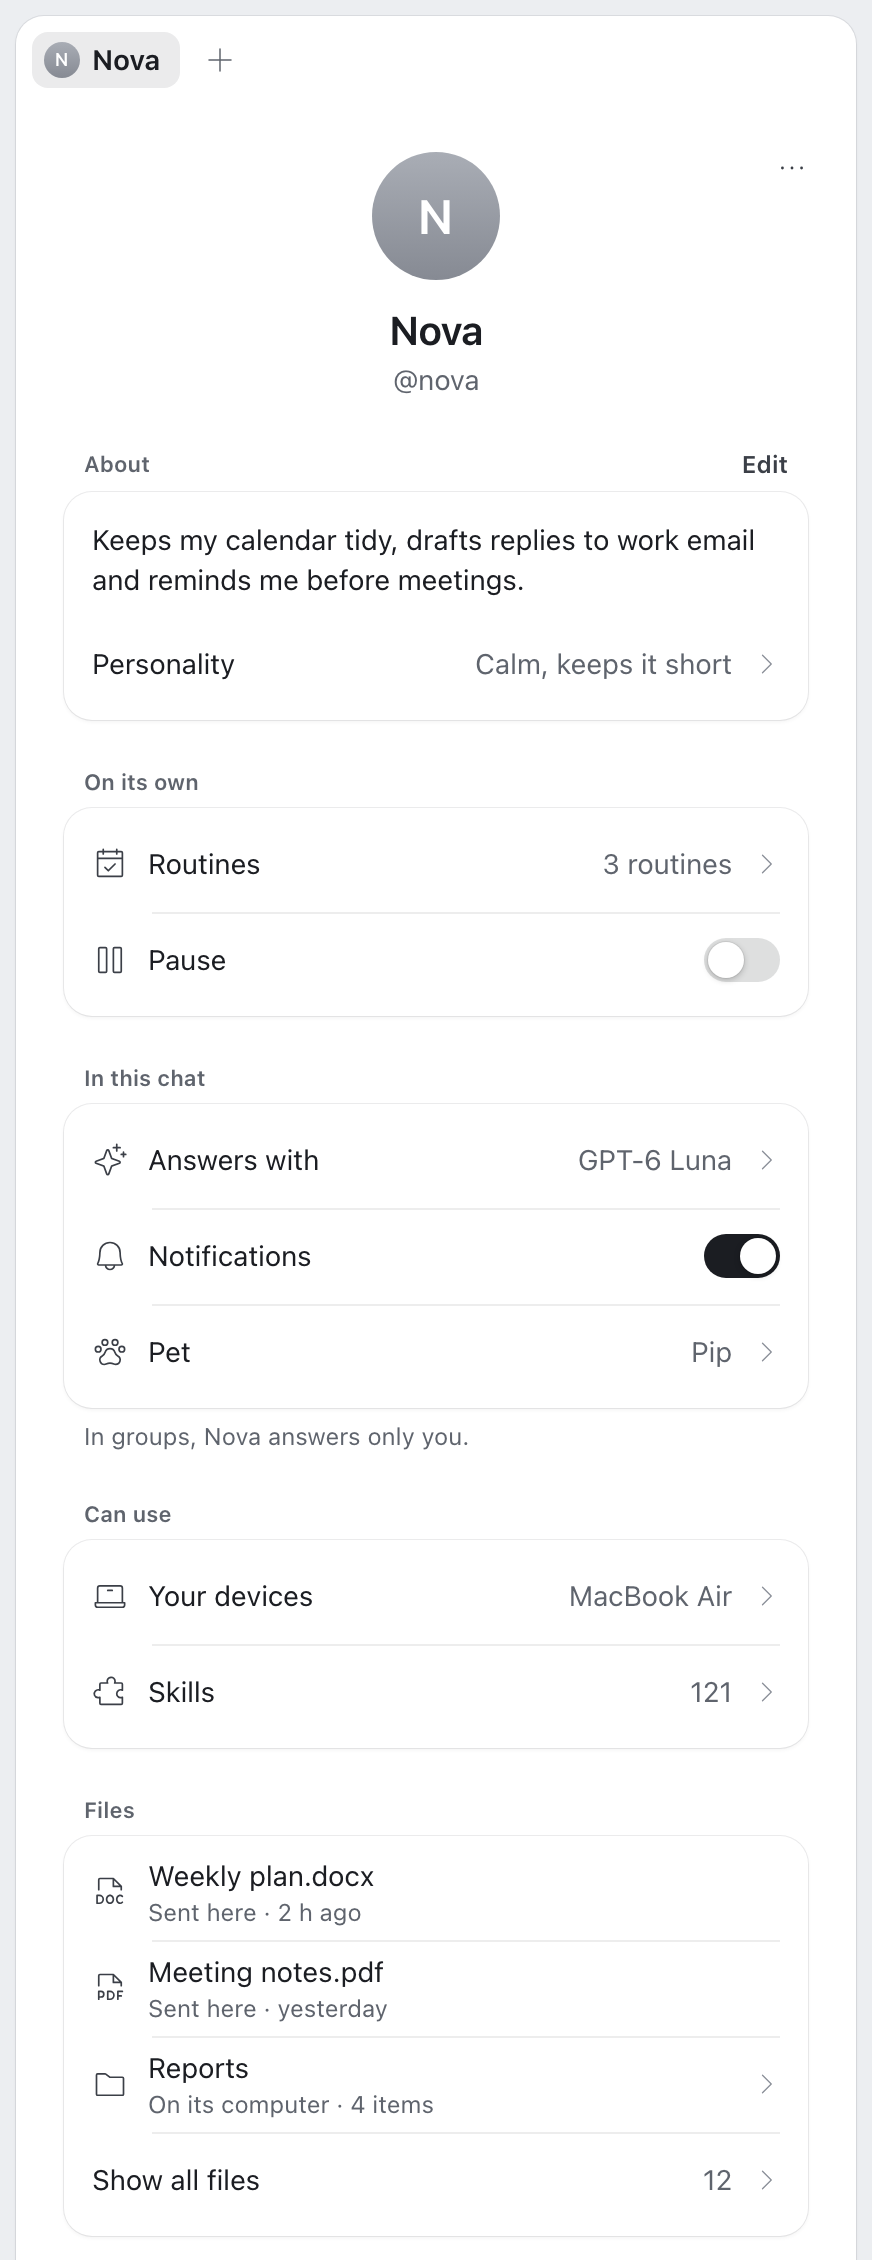 N Nova
N
Nova
@nova
About Edit
Keeps my calendar tidy, drafts replies to work email
and reminds me before meetings.
Personality Calm, keeps it short
On its own
Routines 3 routines
Pause
In this chat
Answers with GPT-6 Luna
Notifications
Pet Pip
In groups, Nova answers only you.
Can use
Your devices MacBook Air
Skills 121
Files
DOC Weekly plan.docx
Sent here · 2 h ago
PDF Meeting notes.pdf
Sent here · yesterday
Reports
On its computer · 4 items
Show all files 12